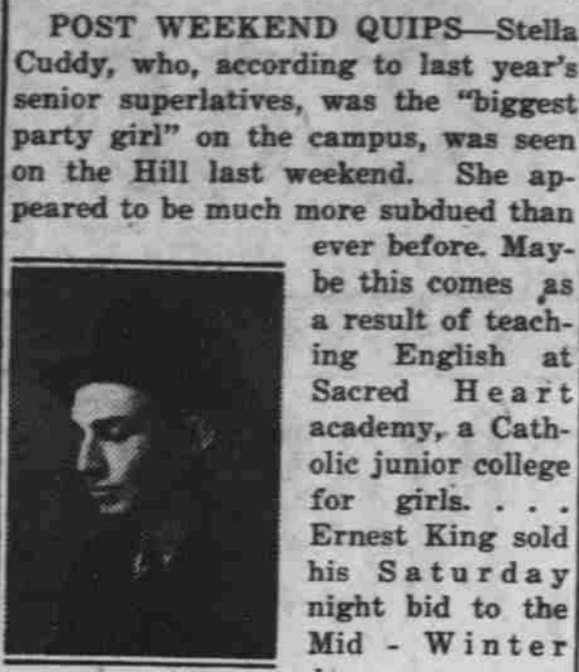 POST WEEKEND QUIPS—Stella
Cuddy, who, according to last year's
senior superlatives, was the "biggest
party girl" on the campus, was seen
on the Hill last weekend. She ap-
peared to be much more subdued than
ever before. May-
be this comes as
a result of teach-
ing English at
Sacred Heart
academy, a Cath-
olic junior college
for girls. . . .
Ernest King sold
his Saturday
night bid to the
Mid - Winter